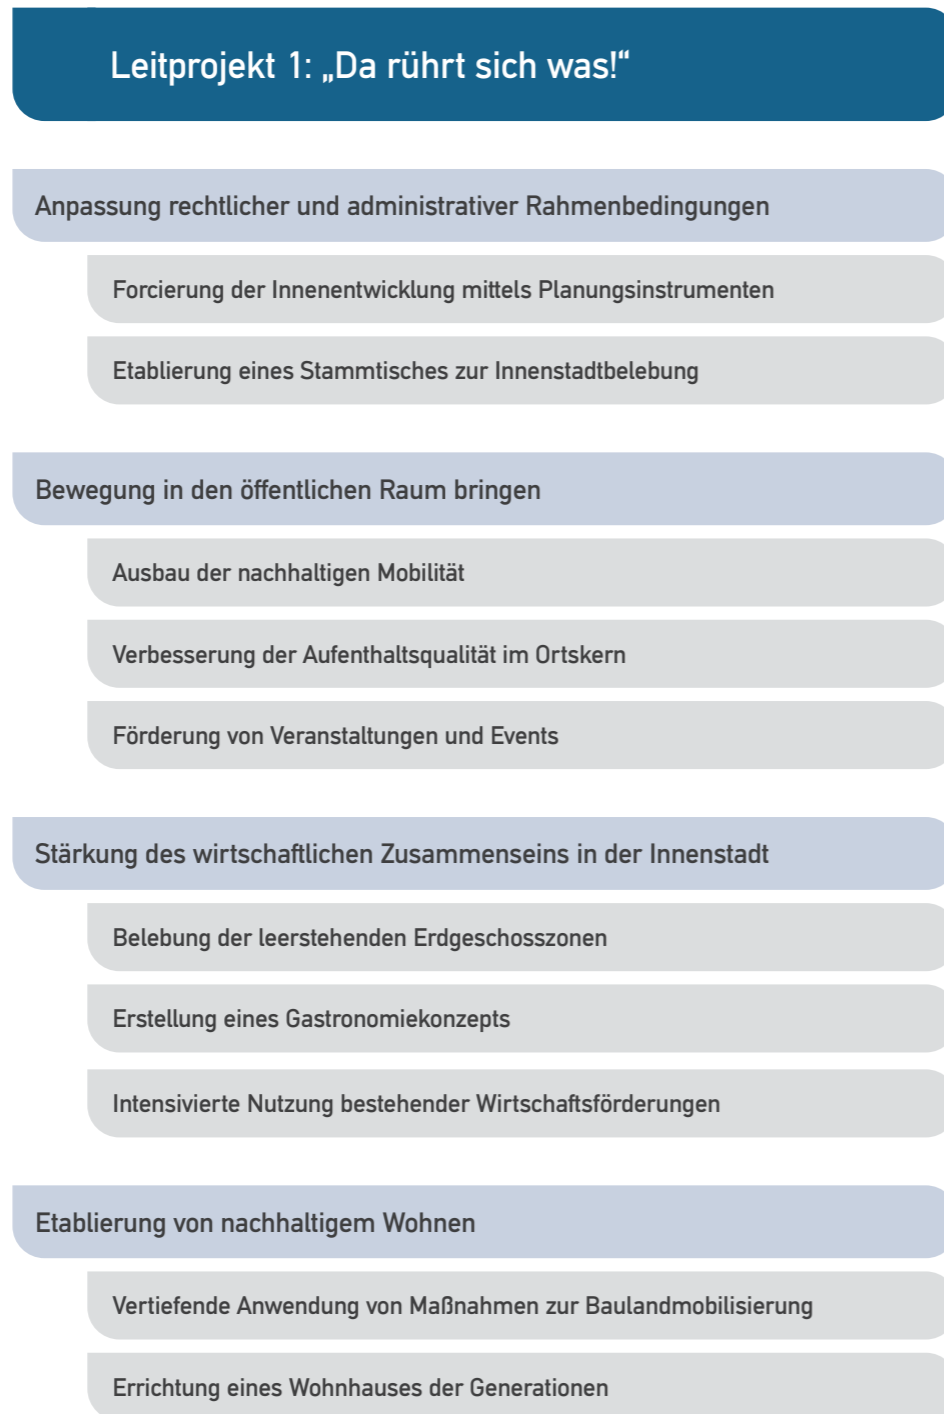 Leitprojekt 1: „Da rührt sich was!“
Anpassung rechtlicher und administrativer Rahmenbedingungen
Forcierung der Innenentwicklung mittels Planungsinstrumenten
Etablierung eines Stammtisches zur Innenstadtbelebung
Bewegung in den öffentlichen Raum bringen
Ausbau der nachhaltigen Mobilität
Verbesserung der Aufenthaltsqualität im Ortskern
Förderung von Veranstaltungen und Events
Stärkung des wirtschaftlichen Zusammenseins in der Innenstadt
Belebung der leerstehenden Erdgeschosszonen
Erstellung eines Gastronomiekonzepts
Intensivierte Nutzung bestehender Wirtschaftsförderungen
Etablierung von nachhaltigem Wohnen
Vertiefende Anwendung von Maßnahmen zur Baulandmobilisierung
Errichtung eines Wohnhauses der Generationen